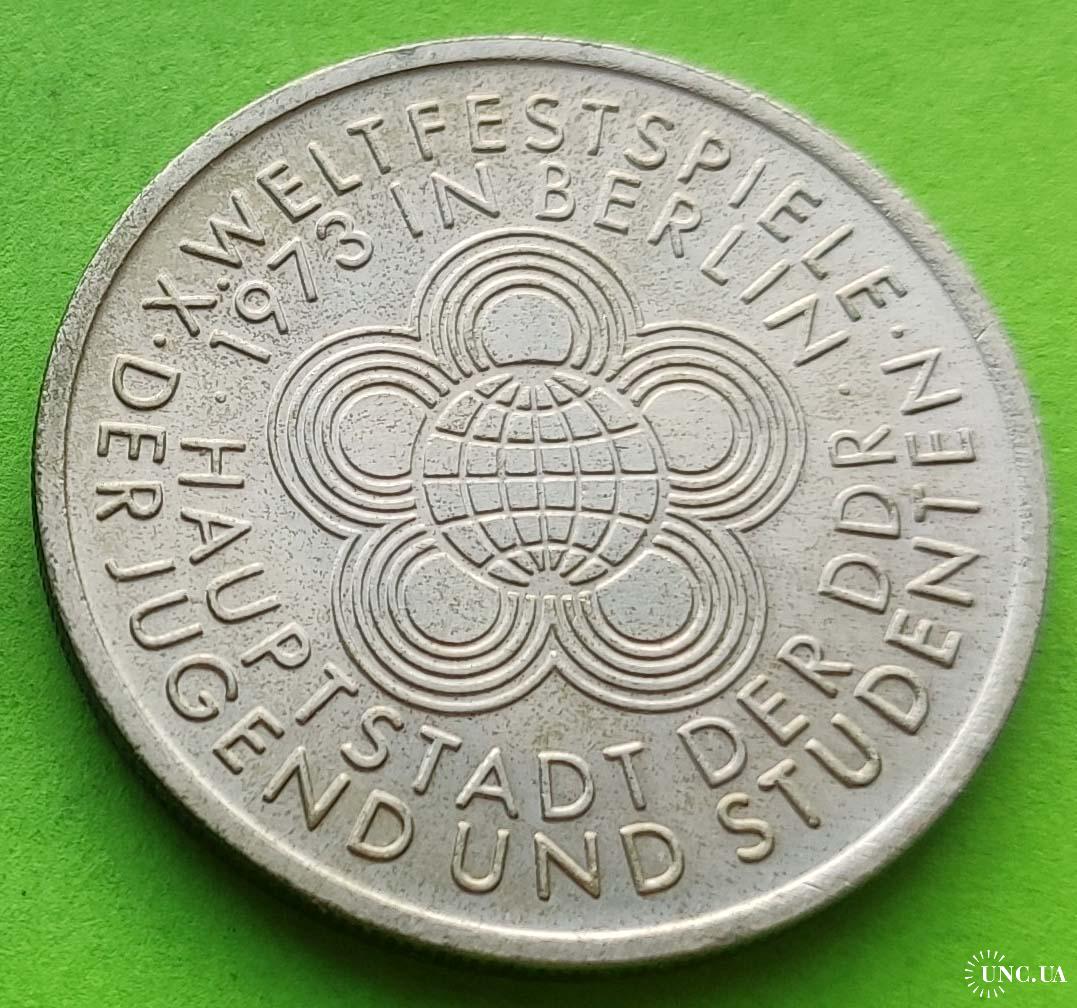 X. WELTFESTSPIELE · DER JUGEND UND STUDENTEN ·
1973 IN BERLIN · HAUPTSTADT DER DDR ·
UNC.UA